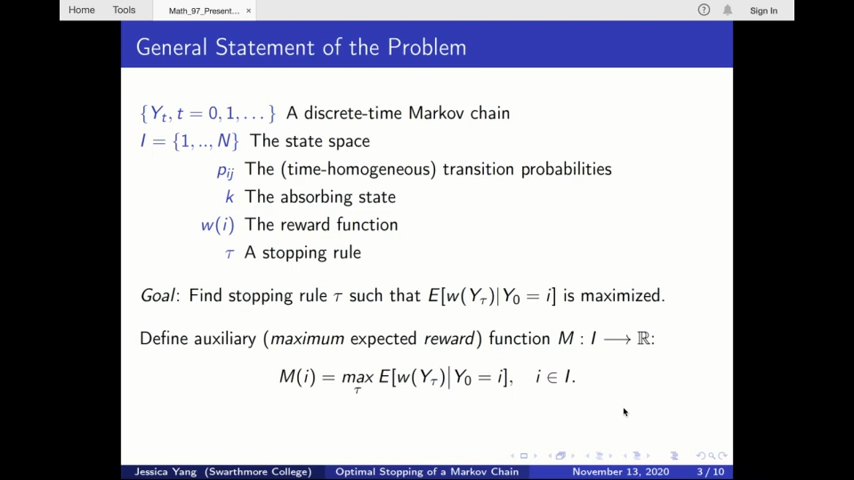 Home Tools Math_97_Present... × Sign In
General Statement of the Problem
{Y_t, t = 0, 1, . . . } A discrete-time Markov chain
I = {1, .., N} The state space
p_ij The (time-homogeneous) transition probabilities
k The absorbing state
w(i) The reward function
τ A stopping rule
Goal: Find stopping rule τ such that E[w(Y_τ)|Y_0 = i] is maximized.
Define auxiliary (maximum expected reward) function M : I ⟶ ℝ:
M(i) = max_τ E[w(Y_τ)|Y_0 = i], i ∈ I.
Jessica Yang (Swarthmore College) Optimal Stopping of a Markov Chain November 13, 2020 3 / 10